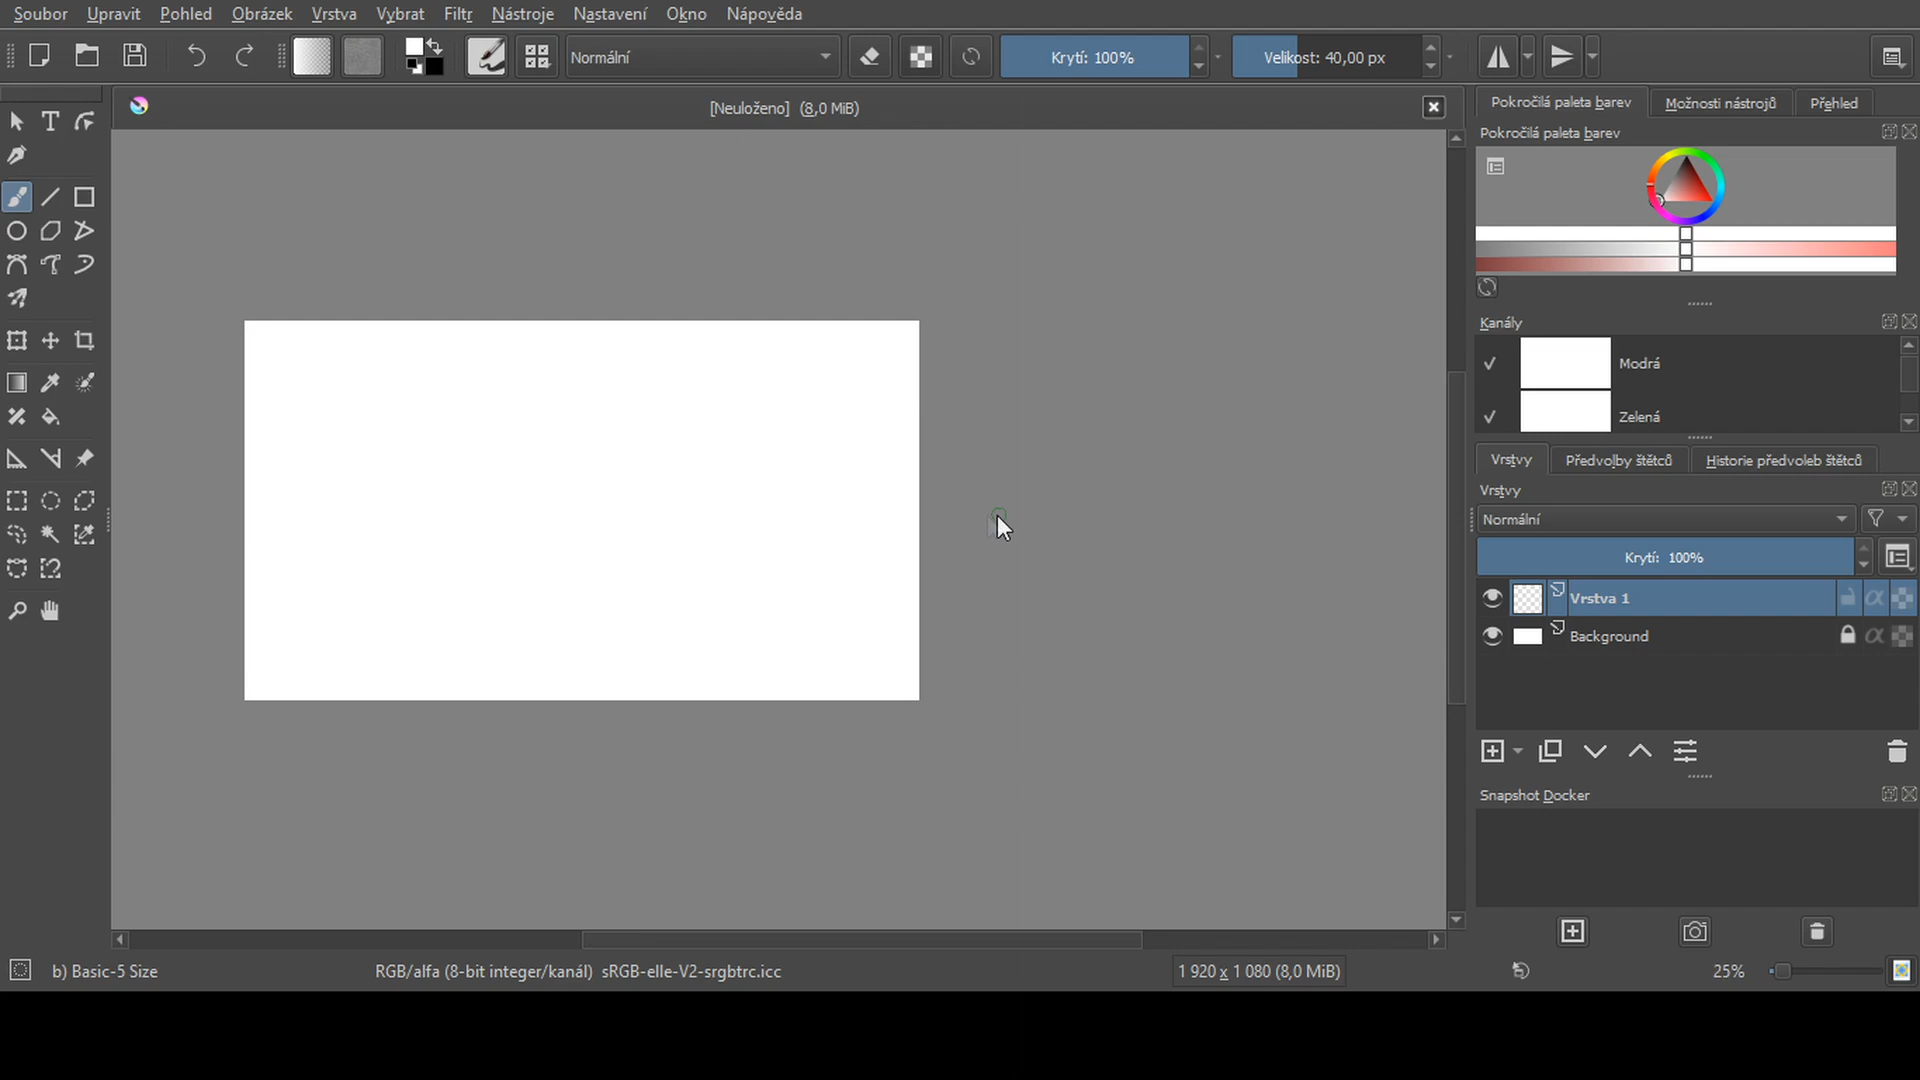 Soubor Upravit Pohled Obrázek Vrstva Vybrat Filtr Nástroje Nastavení Okno Nápověda
Normální Krytí: 100% Velikost: 40,00 px
[Neuloženo] (8,0 MiB)
Pokročilá paleta barev Možnosti nástrojů Přehled
Pokročilá paleta barev
Kanály
Modrá
Zelená
Vrstvy Předvolby štětců Historie předvoleb štětců
Vrstvy
Normální
Krytí: 100%
Vrstva 1
Background
Snapshot Docker
b) Basic-5 Size RGB/alfa (8-bit integer/kanál) sRGB-elle-V2-srgbtrc.icc 1 920 x 1 080 (8,0 MiB) 25%